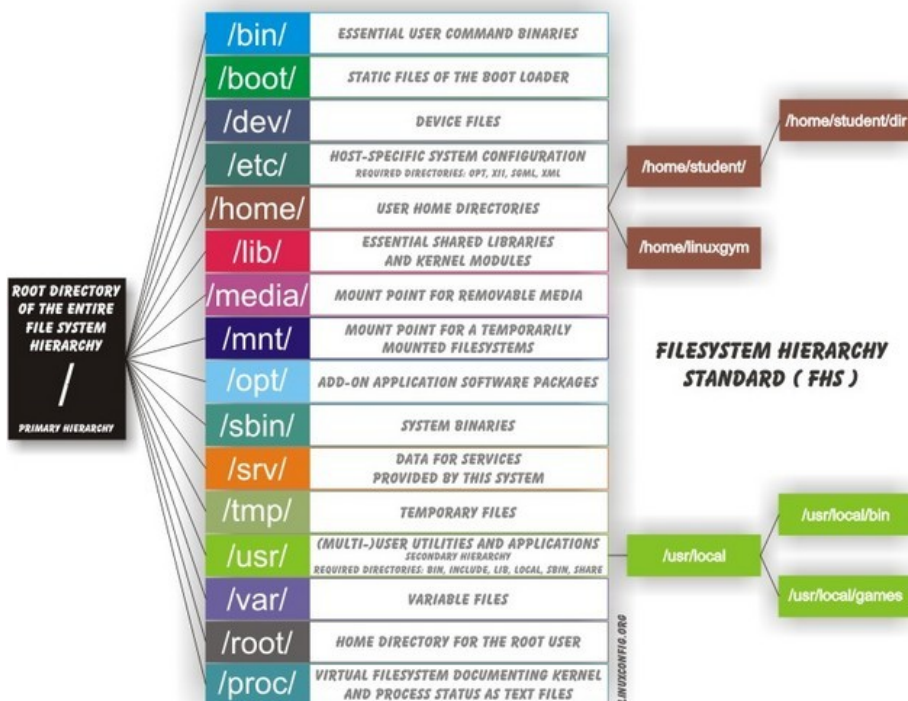 /bin/
ESSENTIAL USER COMMAND BINARIES
/boot/
STATIC FILES OF THE BOOT LOADER
/dev/
DEVICE FILES
/etc/
HOST-SPECIFIC SYSTEM CONFIGURATION
REQUIRED DIRECTORIES: OPT, XII, SGML, XML
/home/
USER HOME DIRECTORIES
/lib/
ESSENTIAL SHARED LIBRARIES
AND KERNEL MODULES
/media/
MOUNT POINT FOR REMOVABLE MEDIA
/mnt/
MOUNT POINT FOR A TEMPORARILY
MOUNTED FILESYSTEMS
/opt/
ADD-ON APPLICATION SOFTWARE PACKAGES
/sbin/
SYSTEM BINARIES
/srv/
DATA FOR SERVICES
PROVIDED BY THIS SYSTEM
/tmp/
TEMPORARY FILES
/usr/
(MULTI-)USER UTILITIES AND APPLICATIONS
SECONDARY HIERARCHY
REQUIRED DIRECTORIES: BIN, INCLUDE, LIB, LOCAL, SBIN, SHARE
/var/
VARIABLE FILES
/root/
HOME DIRECTORY FOR THE ROOT USER
/proc/
VIRTUAL FILESYSTEM DOCUMENTING KERNEL
AND PROCESS STATUS AS TEXT FILES
ROOT DIRECTORY
OF THE ENTIRE
FILE SYSTEM
HIERARCHY
/
PRIMARY HIERARCHY
/home/student/
/home/student/dir
/home/linuxgym
FILESYSTEM HIERARCHY
STANDARD ( FHS )
/usr/local
/usr/local/bin
/usr/local/games
LINUXCONFIG.ORG